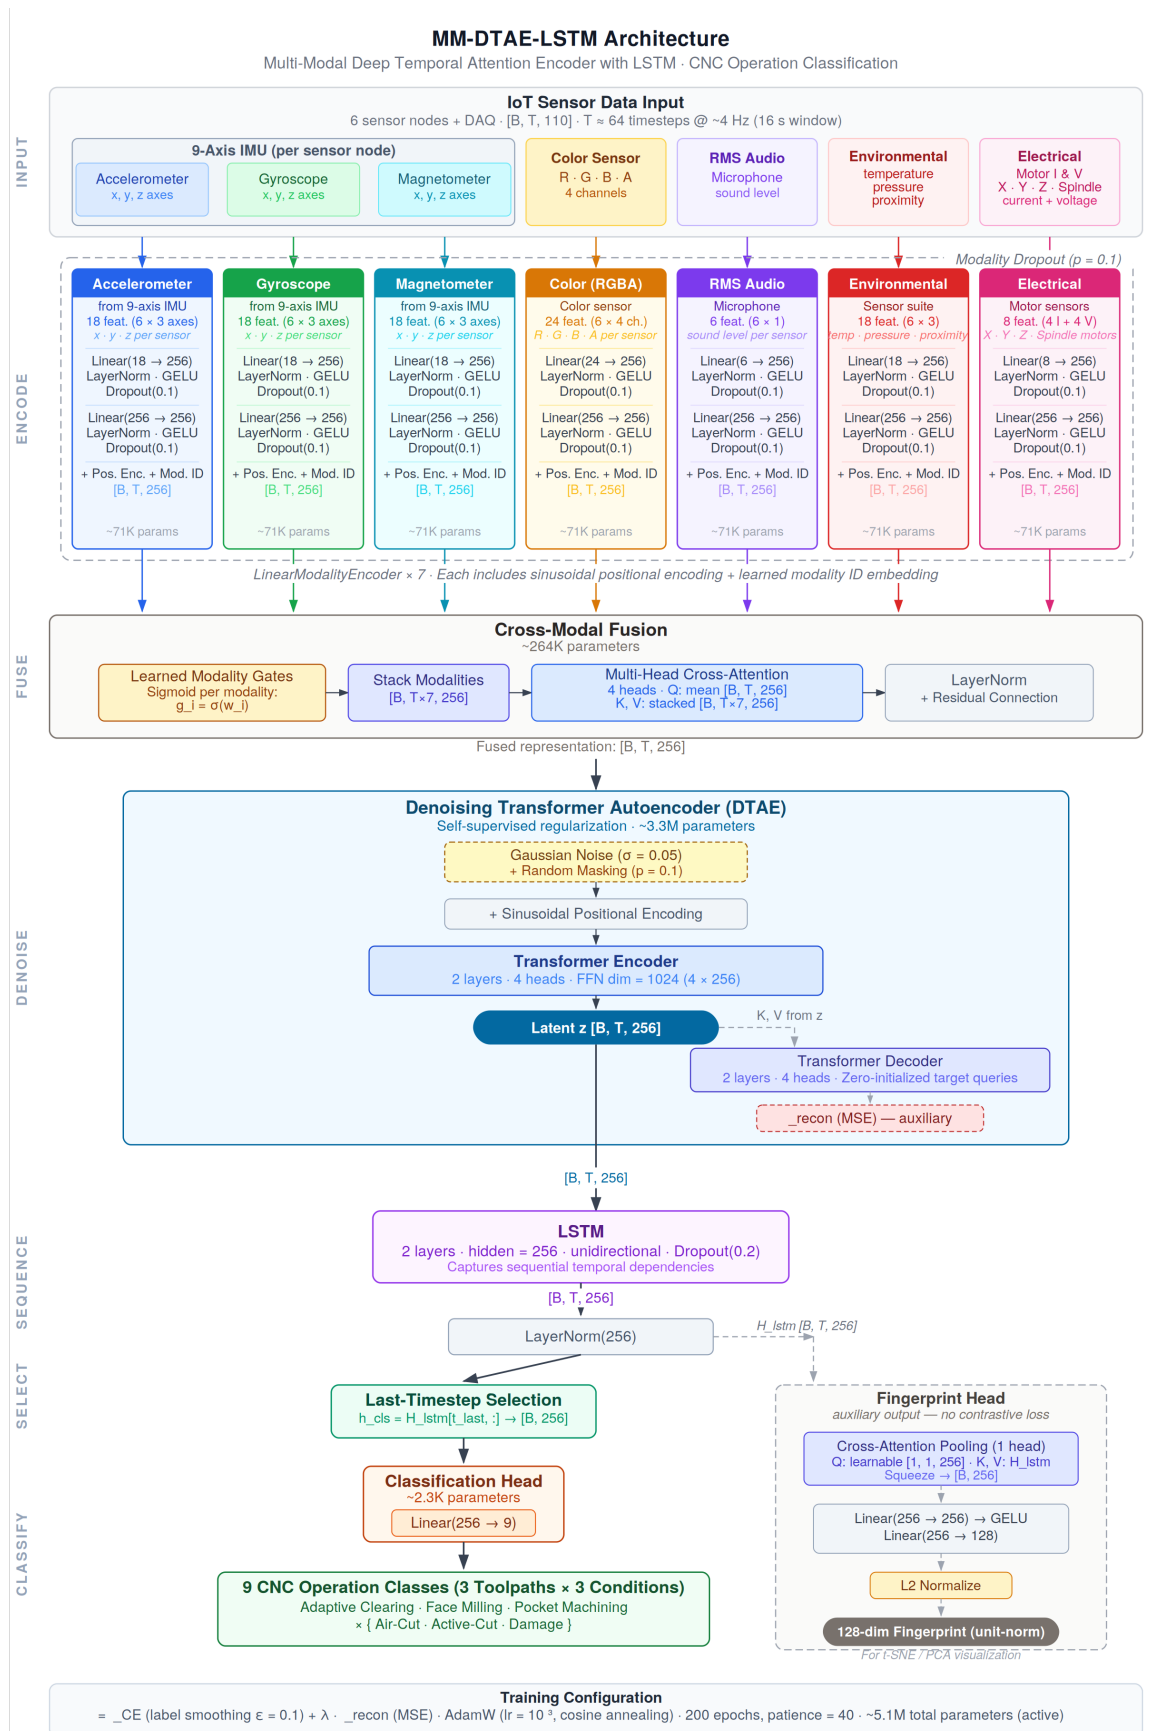 MM-DTAE-LSTM Architecture
Multi-Modal Deep Temporal Attention Encoder with LSTM · CNC Operation Classification
INPUT
IoT Sensor Data Input
6 sensor nodes + DAQ · [B, T, 110] · T ≈ 64 timesteps @ ~4 Hz (16 s window)
9-Axis IMU (per sensor node)
Accelerometer
x, y, z axes
Gyroscope
x, y, z axes
Magnetometer
x, y, z axes
Color Sensor
R · G · B · A
4 channels
RMS Audio
Microphone
sound level
Environmental
temperature
pressure
proximity
Electrical
Motor I & V
X · Y · Z · Spindle
current + voltage
Modality Dropout (p = 0.1)
ENCODE
Accelerometer
from 9-axis IMU
18 feat. (6 × 3 axes)
x · y · z per sensor
Linear(18 → 256)
LayerNorm · GELU
Dropout(0.1)
Linear(256 → 256)
LayerNorm · GELU
Dropout(0.1)
+ Pos. Enc. + Mod. ID
[B, T, 256]
~71K params
Gyroscope
from 9-axis IMU
18 feat. (6 × 3 axes)
x · y · z per sensor
Linear(18 → 256)
LayerNorm · GELU
Dropout(0.1)
Linear(256 → 256)
LayerNorm · GELU
Dropout(0.1)
+ Pos. Enc. + Mod. ID
[B, T, 256]
~71K params
Magnetometer
from 9-axis IMU
18 feat. (6 × 3 axes)
x · y · z per sensor
Linear(18 → 256)
LayerNorm · GELU
Dropout(0.1)
Linear(256 → 256)
LayerNorm · GELU
Dropout(0.1)
+ Pos. Enc. + Mod. ID
[B, T, 256]
~71K params
Color (RGBA)
Color sensor
24 feat. (6 × 4 ch.)
R · G · B · A per sensor
Linear(24 → 256)
LayerNorm · GELU
Dropout(0.1)
Linear(256 → 256)
LayerNorm · GELU
Dropout(0.1)
+ Pos. Enc. + Mod. ID
[B, T, 256]
~71K params
RMS Audio
Microphone
6 feat. (6 × 1)
sound level per sensor
Linear(6 → 256)
LayerNorm · GELU
Dropout(0.1)
Linear(256 → 256)
LayerNorm · GELU
Dropout(0.1)
+ Pos. Enc. + Mod. ID
[B, T, 256]
~71K params
Environmental
Sensor suite
18 feat. (6 × 3)
temp · pressure · proximity
Linear(18 → 256)
LayerNorm · GELU
Dropout(0.1)
Linear(256 → 256)
LayerNorm · GELU
Dropout(0.1)
+ Pos. Enc. + Mod. ID
[B, T, 256]
~71K params
Electrical
Motor sensors
8 feat. (4 I + 4 V)
X · Y · Z · Spindle motors
Linear(8 → 256)
LayerNorm · GELU
Dropout(0.1)
Linear(256 → 256)
LayerNorm · GELU
Dropout(0.1)
+ Pos. Enc. + Mod. ID
[B, T, 256]
~71K params
LinearModalityEncoder × 7 · Each includes sinusoidal positional encoding + learned modality ID embedding
FUSE
Cross-Modal Fusion
~264K parameters
Learned Modality Gates
Sigmoid per modality:
g_i = σ(w_i)
Stack Modalities
[B, T×7, 256]
Multi-Head Cross-Attention
4 heads · Q: mean [B, T, 256]
K, V: stacked [B, T×7, 256]
LayerNorm
+ Residual Connection
Fused representation: [B, T, 256]
DENOISE
Denoising Transformer Autoencoder (DTAE)
Self-supervised regularization · ~3.3M parameters
Gaussian Noise (σ = 0.05)
+ Random Masking (p = 0.1)
+ Sinusoidal Positional Encoding
Transformer Encoder
2 layers · 4 heads · FFN dim = 1024 (4 × 256)
Latent z [B, T, 256]
K, V from z
Transformer Decoder
2 layers · 4 heads · Zero-initialized target queries
_recon (MSE) — auxiliary
[B, T, 256]
SEQUENCE
LSTM
2 layers · hidden = 256 · unidirectional · Dropout(0.2)
Captures sequential temporal dependencies
[B, T, 256]
LayerNorm(256)
H_lstm [B, T, 256]
SELECT
Last-Timestep Selection
h_cls = H_lstm[t_last, :] → [B, 256]
CLASSIFY
Classification Head
~2.3K parameters
Linear(256 → 9)
9 CNC Operation Classes (3 Toolpaths × 3 Conditions)
Adaptive Clearing · Face Milling · Pocket Machining
× { Air-Cut · Active-Cut · Damage }
Fingerprint Head
auxiliary output — no contrastive loss
Cross-Attention Pooling (1 head)
Q: learnable [1, 1, 256] · K, V: H_lstm
Squeeze → [B, 256]
Linear(256 → 256) → GELU
Linear(256 → 128)
L2 Normalize
128-dim Fingerprint (unit-norm)
For t-SNE / PCA visualization
Training Configuration
= _CE (label smoothing ε = 0.1) + λ · _recon (MSE) · AdamW (lr = 10 ³, cosine annealing) · 200 epochs, patience = 40 · ~5.1M total parameters (active)